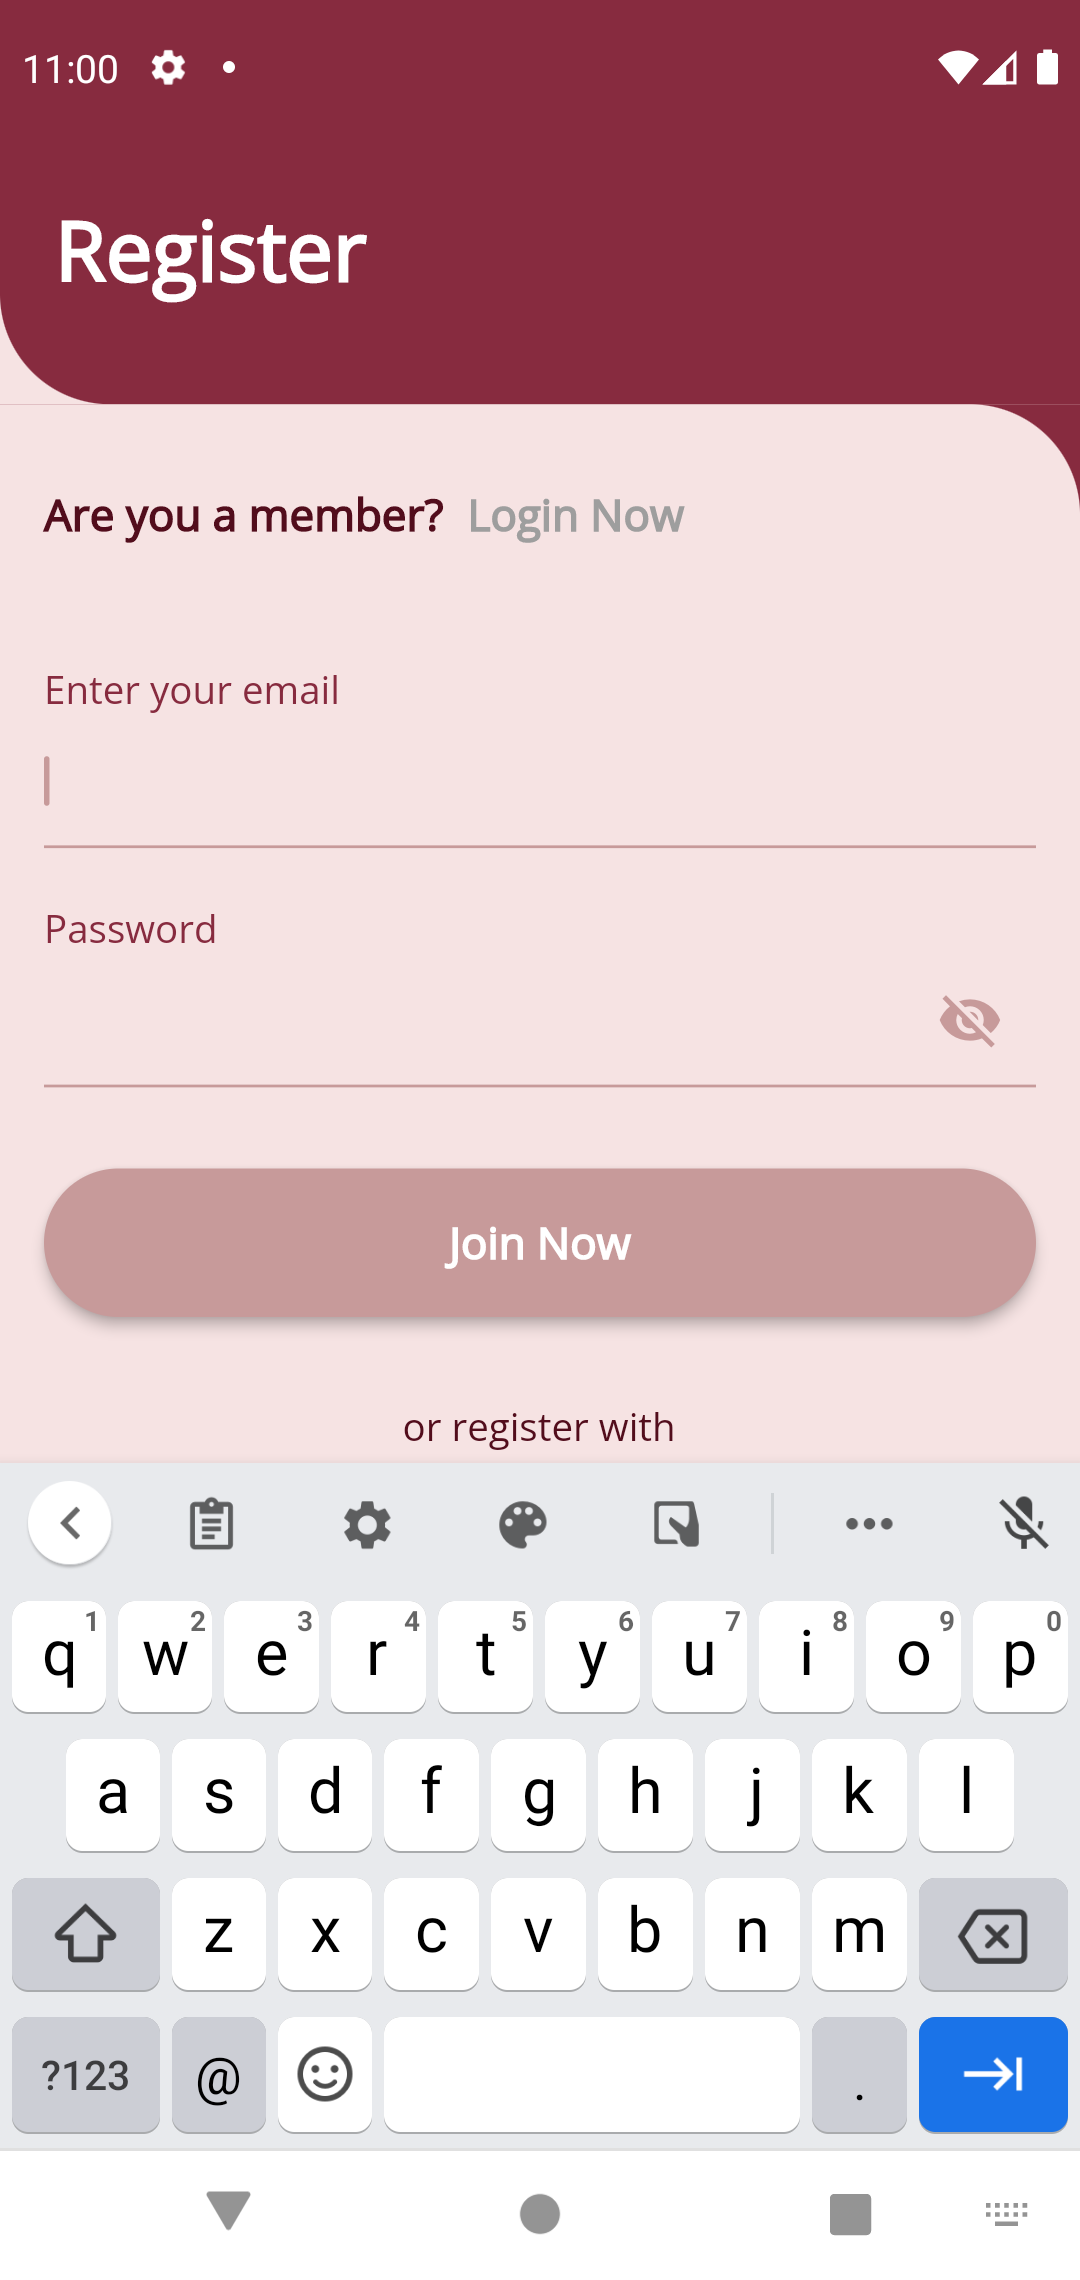 11:00
Register
Are you a member? Login Now
Enter your email
Password
Join Now
or register with
q 1 w 2 e 3 r 4 t 5 y 6 u 7 i 8 o 9 p 0
a s d f g h j k l
z x c v b n m
?123 @ .